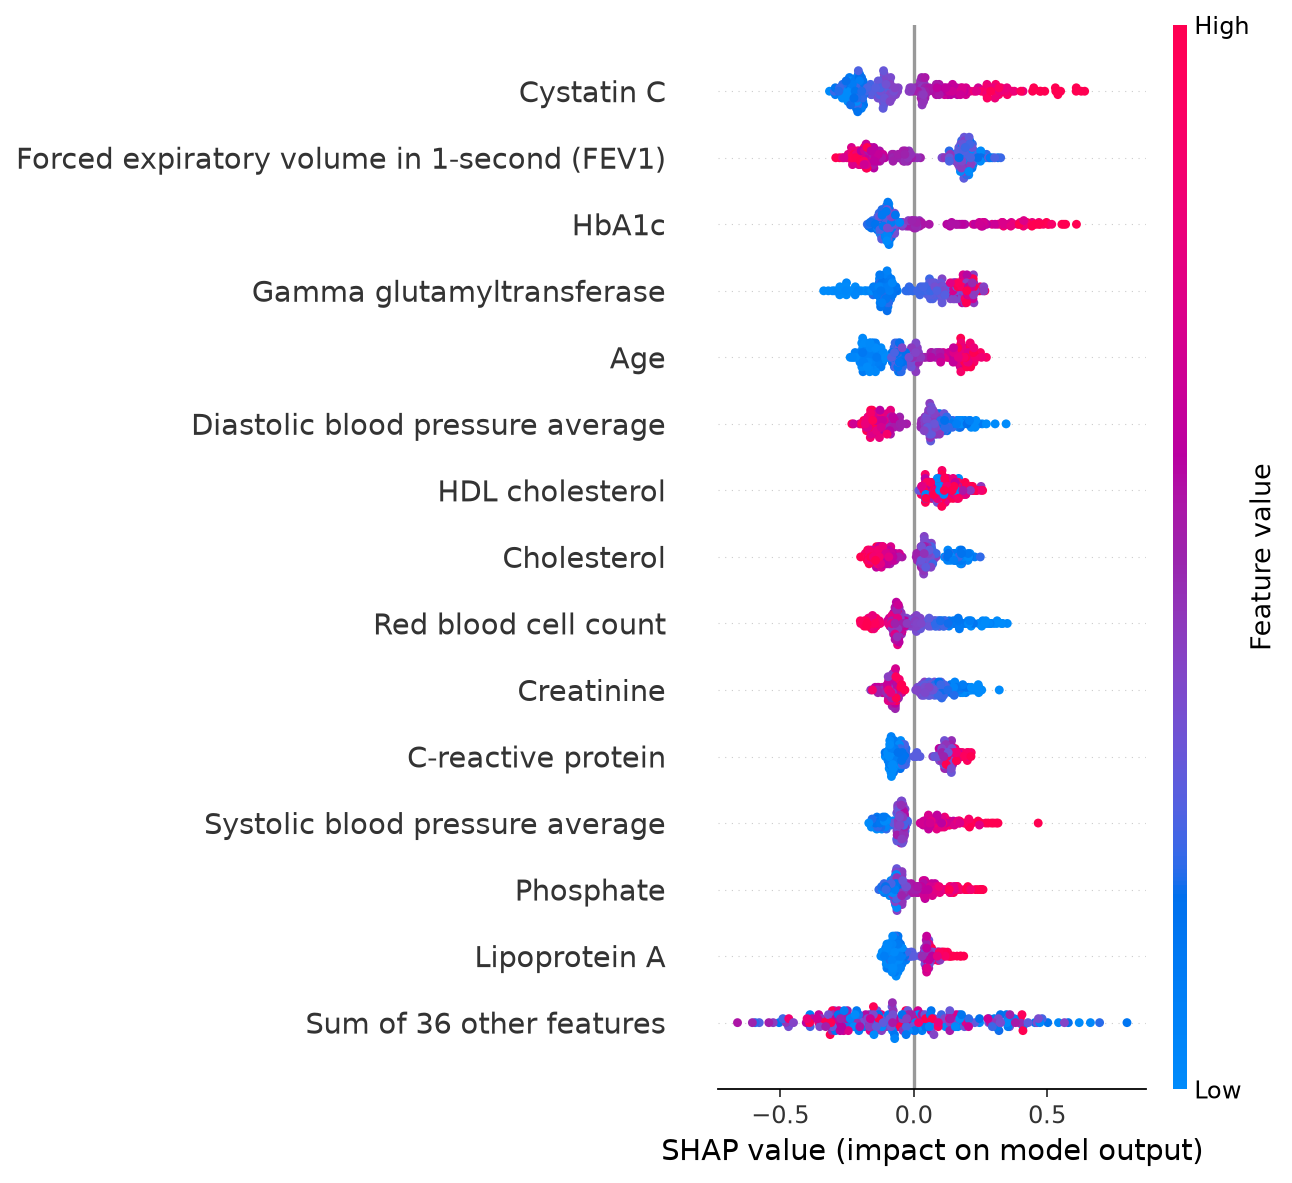 High
Cystatin C
Forced expiratory volume in 1-second (FEV1)
HbA1c
Gamma glutamyltransferase
Age
Diastolic blood pressure average
HDL cholesterol
Cholesterol
Red blood cell count
Creatinine
C-reactive protein
Systolic blood pressure average
Phosphate
Lipoprotein A
Sum of 36 other features
Feature value
Low
−0.5 0.0 0.5
SHAP value (impact on model output)